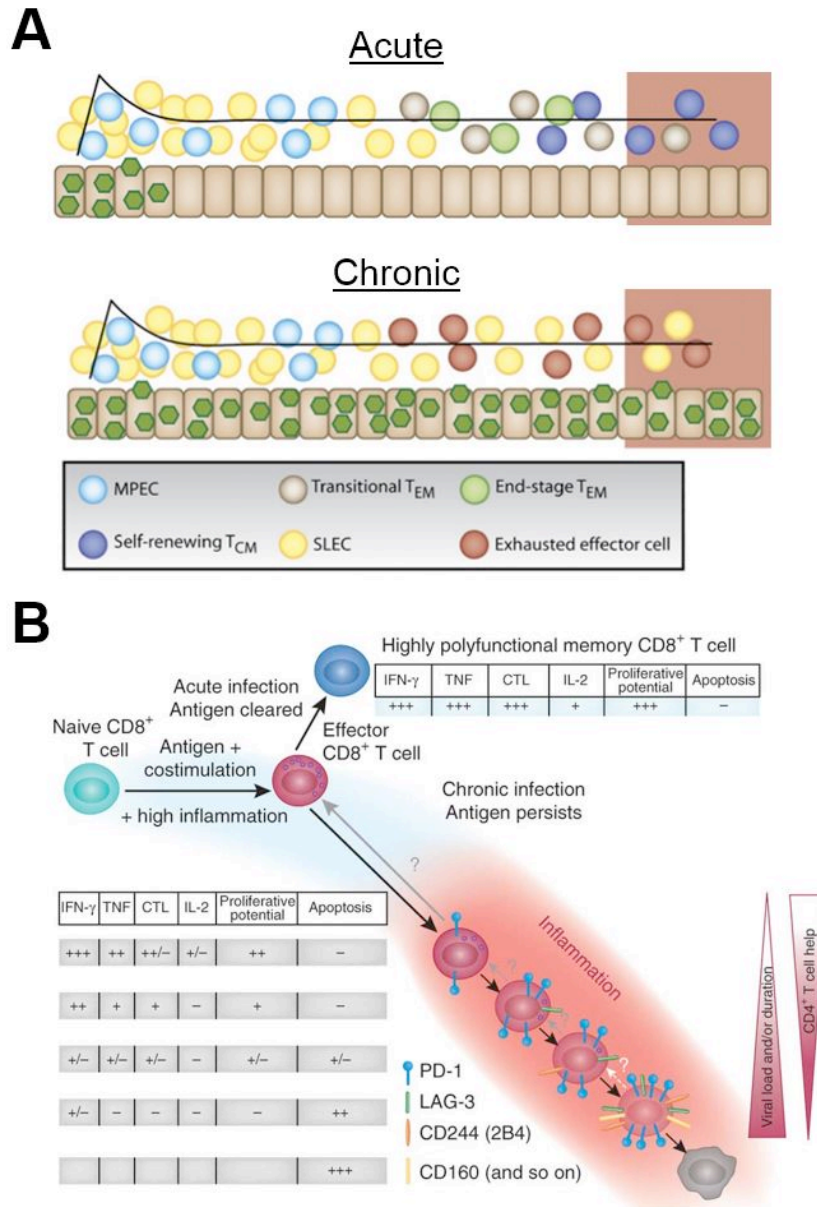 A
Acute
Chronic
MPEC
Transitional TEM
End-stage TEM
Self-renewing TCM
SLEC
Exhausted effector cell
B
Highly polyfunctional memory CD8+ T cell
IFN-γ TNF CTL IL-2 Proliferative potential Apoptosis
+++ +++ +++ + +++ –
Acute infection
Antigen cleared
Naive CD8+
T cell
Effector
CD8+ T cell
Antigen +
costimulation
+ high inflammation
Chronic infection
Antigen persists
?
IFN-γ TNF CTL IL-2 Proliferative potential Apoptosis
+++ ++ ++/– +/– ++ –
++ + + – + –
+/– +/– +/– – +/– +/–
+/– – – – – ++
+++
Inflammation
?
?
?
PD-1
LAG-3
CD244 (2B4)
CD160 (and so on)
Viral load and/or duration
CD4+ T cell help